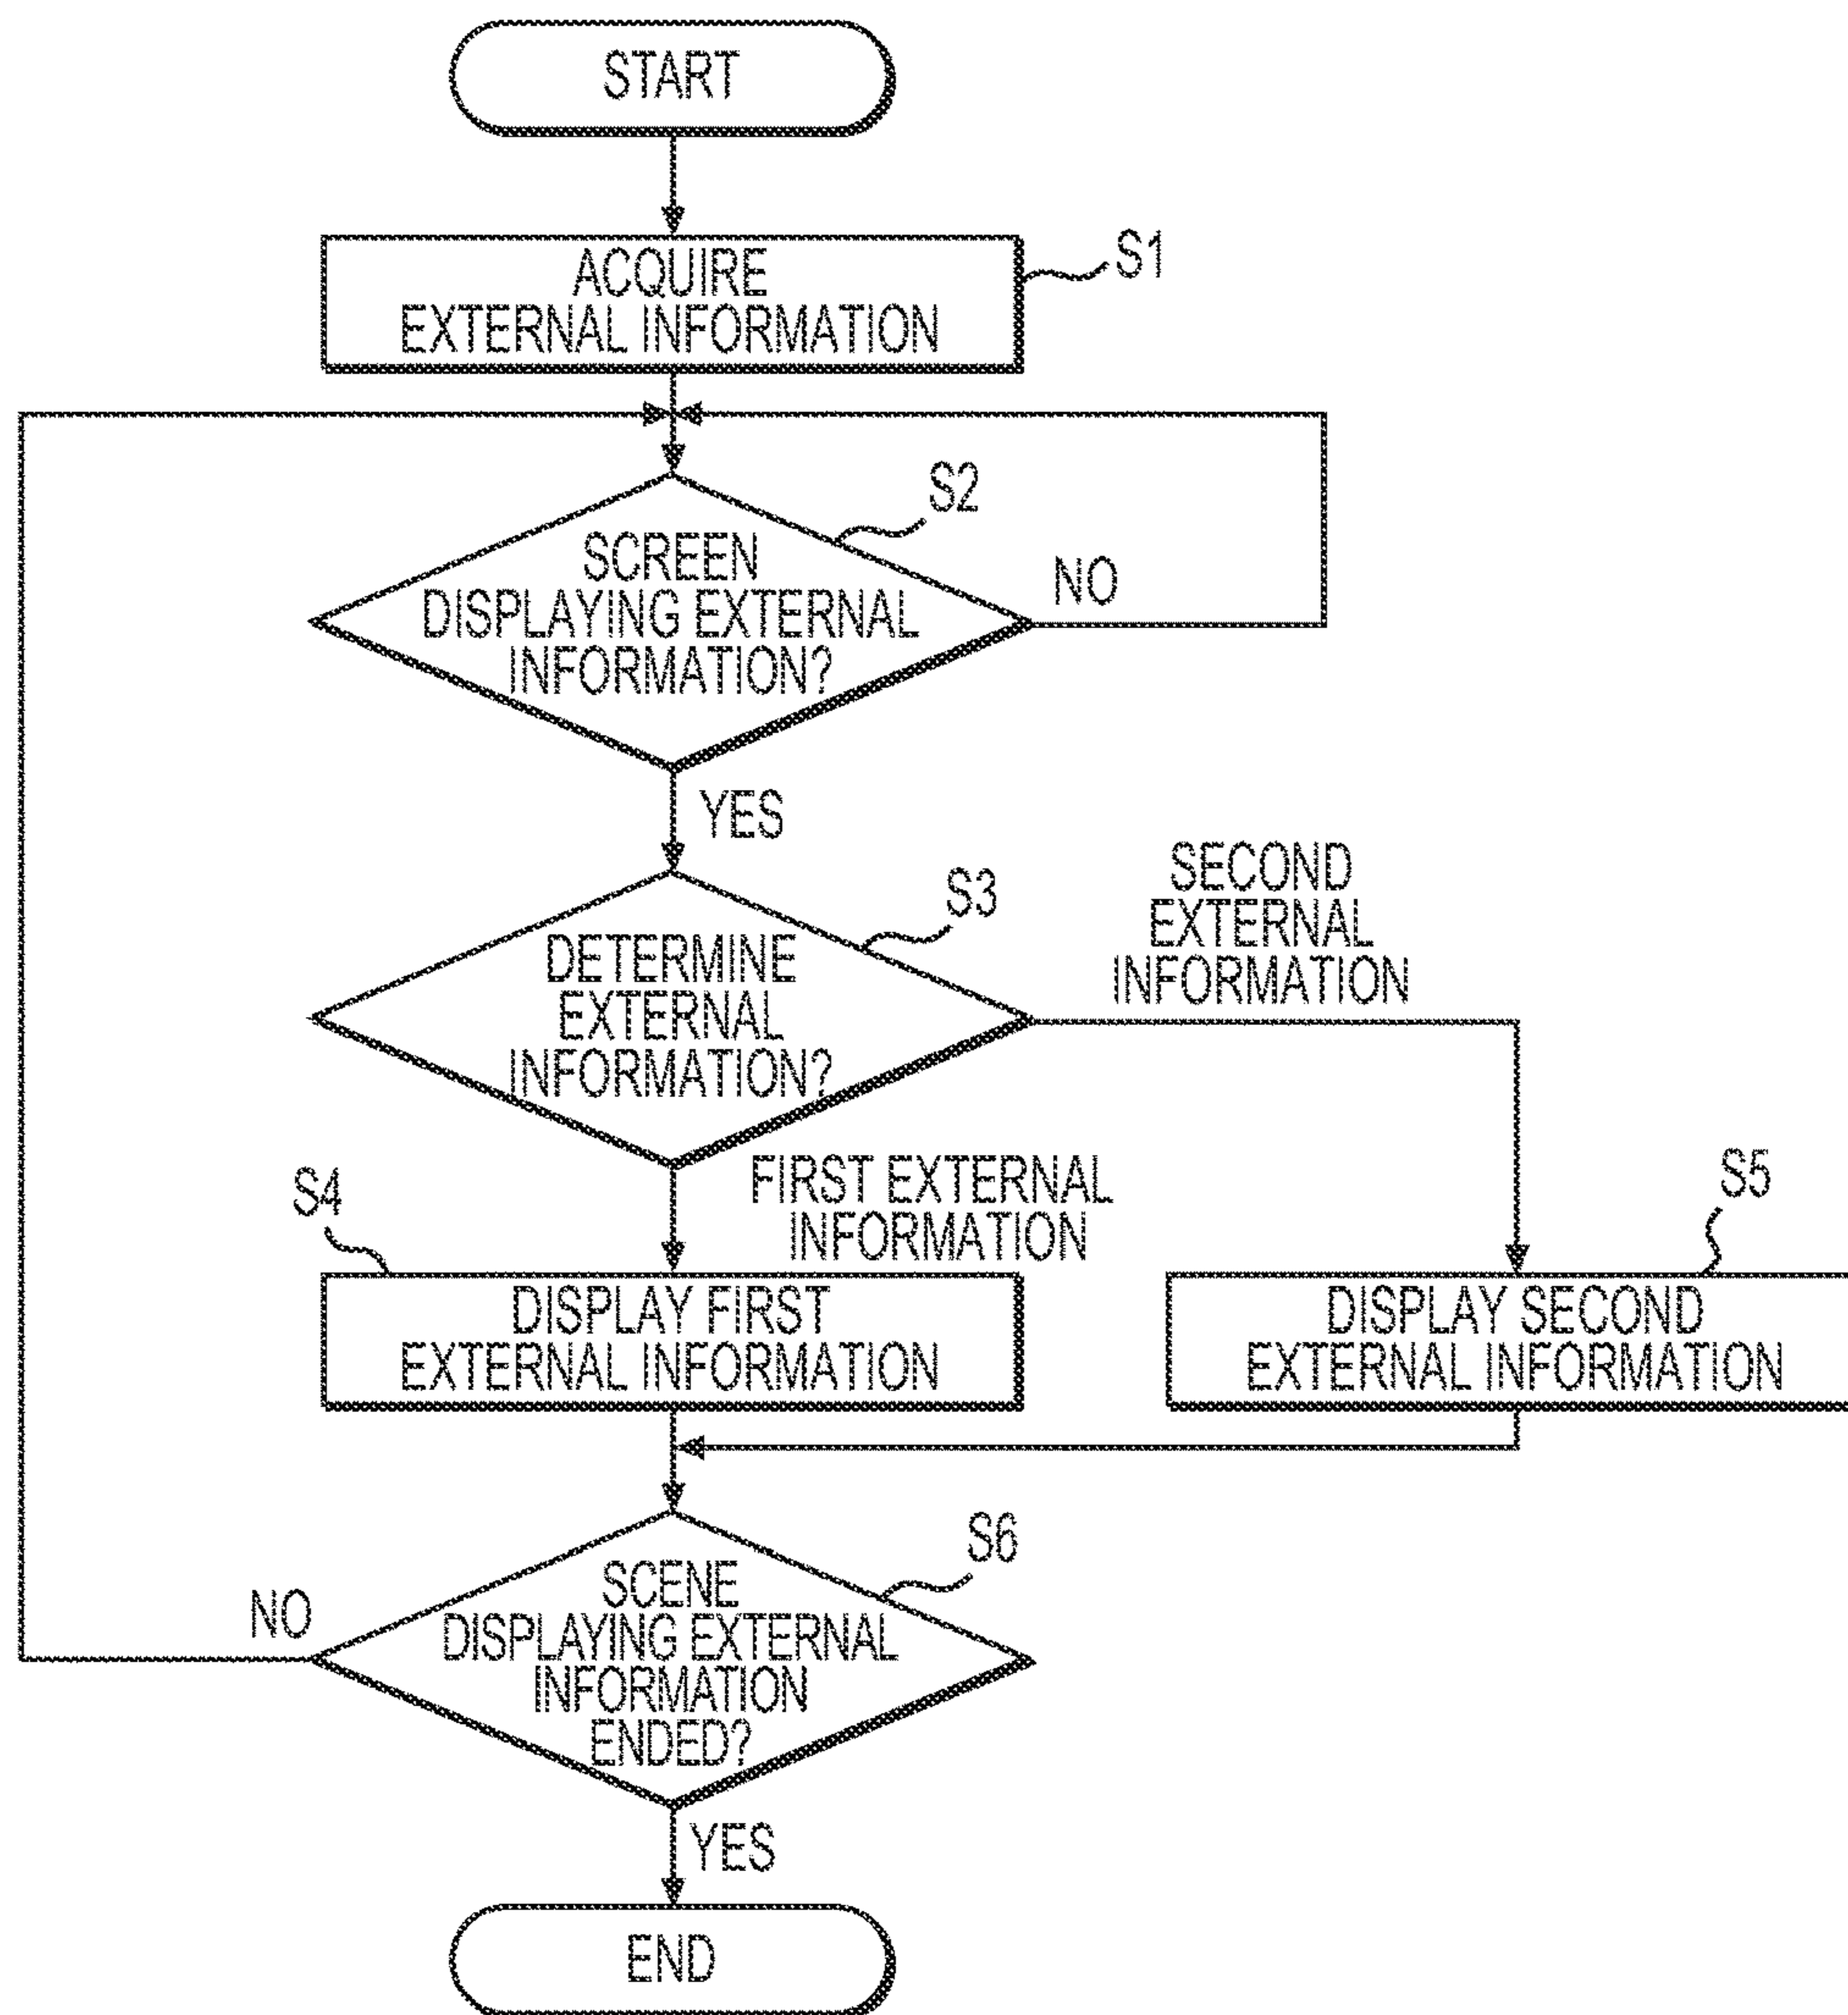 START
ACQUIRE
EXTERNAL INFORMATION
S1
S2
SCREEN
DISPLAYING EXTERNAL
INFORMATION?
NO
YES
S3
DETERMINE
EXTERNAL
INFORMATION?
SECOND
EXTERNAL
INFORMATION
FIRST EXTERNAL
INFORMATION
S4
DISPLAY FIRST
EXTERNAL INFORMATION
S5
DISPLAY SECOND
EXTERNAL INFORMATION
S6
SCENE
DISPLAYING EXTERNAL
INFORMATION
ENDED?
NO
YES
END